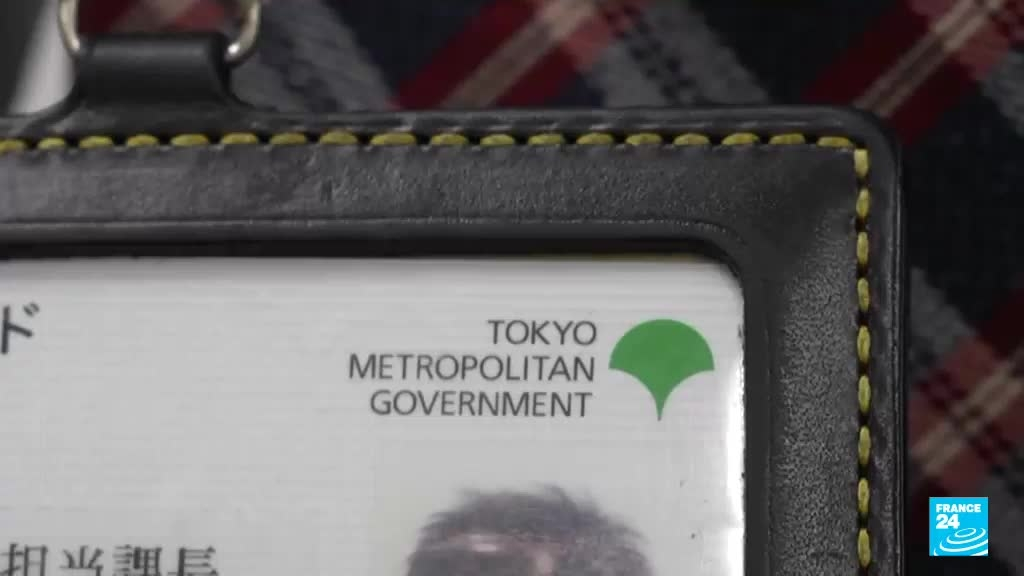 ド
TOKYO
METROPOLITAN
GOVERNMENT
担当課長
FRANCE
24